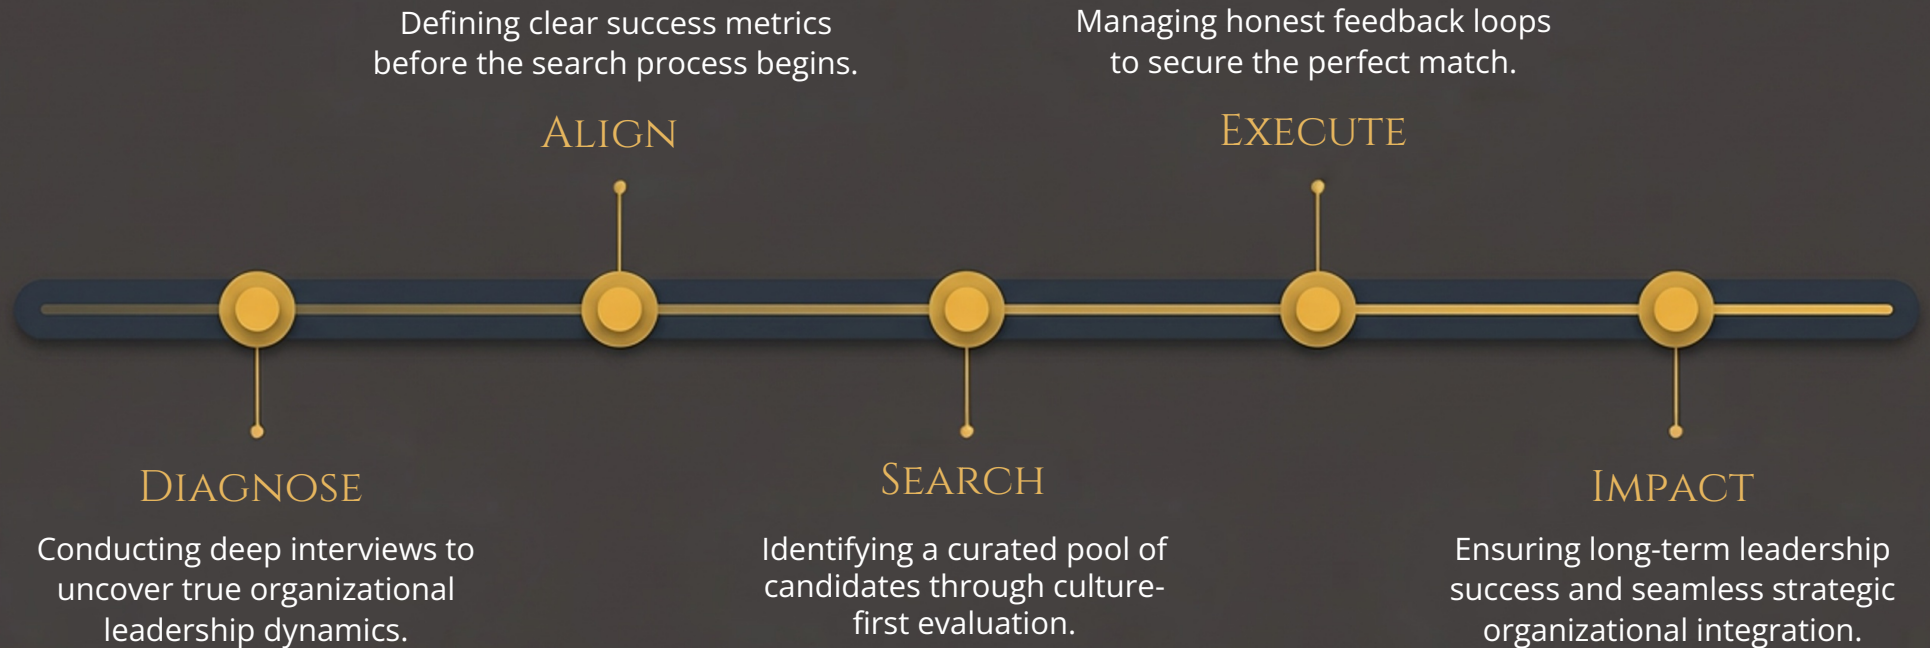 Defining clear success metrics
before the search process begins.
ALIGN
Managing honest feedback loops
to secure the perfect match.
EXECUTE
DIAGNOSE
Conducting deep interviews to
uncover true organizational
leadership dynamics.
SEARCH
Identifying a curated pool of
candidates through culture-
first evaluation.
IMPACT
Ensuring long-term leadership
success and seamless strategic
organizational integration.